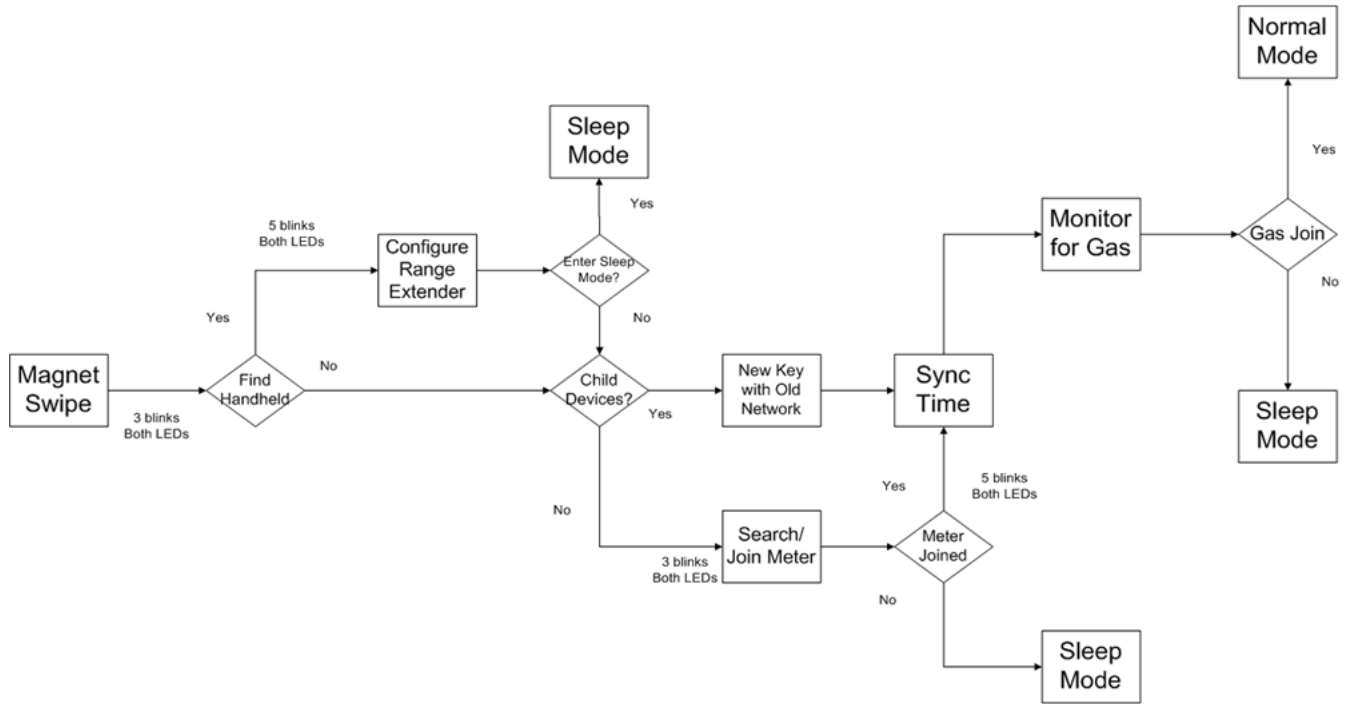 Normal
Mode
Sleep
Mode
Yes
Yes
5 blinks
Both LEDs
Configure
Range
Extender
Enter Sleep
Mode?
Monitor
for Gas
Gas Join
No
Yes
No
Magnet
Swipe
3 blinks
Both LEDs
Find
Handheld
No
Child
Devices?
Yes
New Key
with Old
Network
Sync
Time
Sleep
Mode
No
Yes
5 blinks
Both LEDs
3 blinks
Both LEDs
Search/
Join Meter
Meter
Joined
No
Sleep
Mode